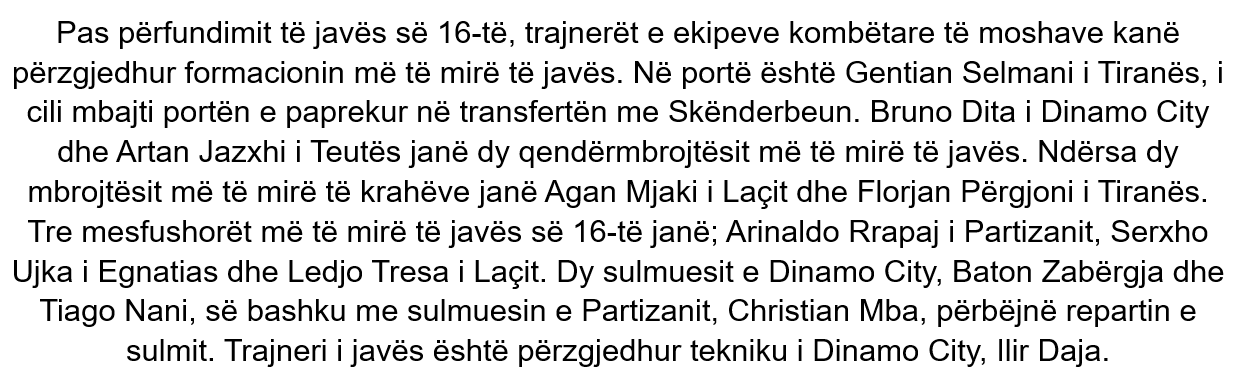 Pas përfundimit të javës së 16-të, trajnerët e ekipeve kombëtare të moshave kanë
përzgjedhur formacionin më të mirë të javës. Në portë është Gentian Selmani i Tiranës, i
cili mbajti portën e paprekur në transfertën me Skënderbeun. Bruno Dita i Dinamo City
dhe Artan Jazxhi i Teutës janë dy qendërmbrojtësit më të mirë të javës. Ndërsa dy
mbrojtësit më të mirë të krahëve janë Agan Mjaki i Laçit dhe Florjan Përgjoni i Tiranës.
Tre mesfushorët më të mirë të javës së 16-të janë; Arinaldo Rrapaj i Partizanit, Serxho
Ujka i Egnatias dhe Ledjo Tresa i Laçit. Dy sulmuesit e Dinamo City, Baton Zabërgja dhe
Tiago Nani, së bashku me sulmuesin e Partizanit, Christian Mba, përbëjnë repartin e
sulmit. Trajneri i javës është përzgjedhur tekniku i Dinamo City, Ilir Daja.